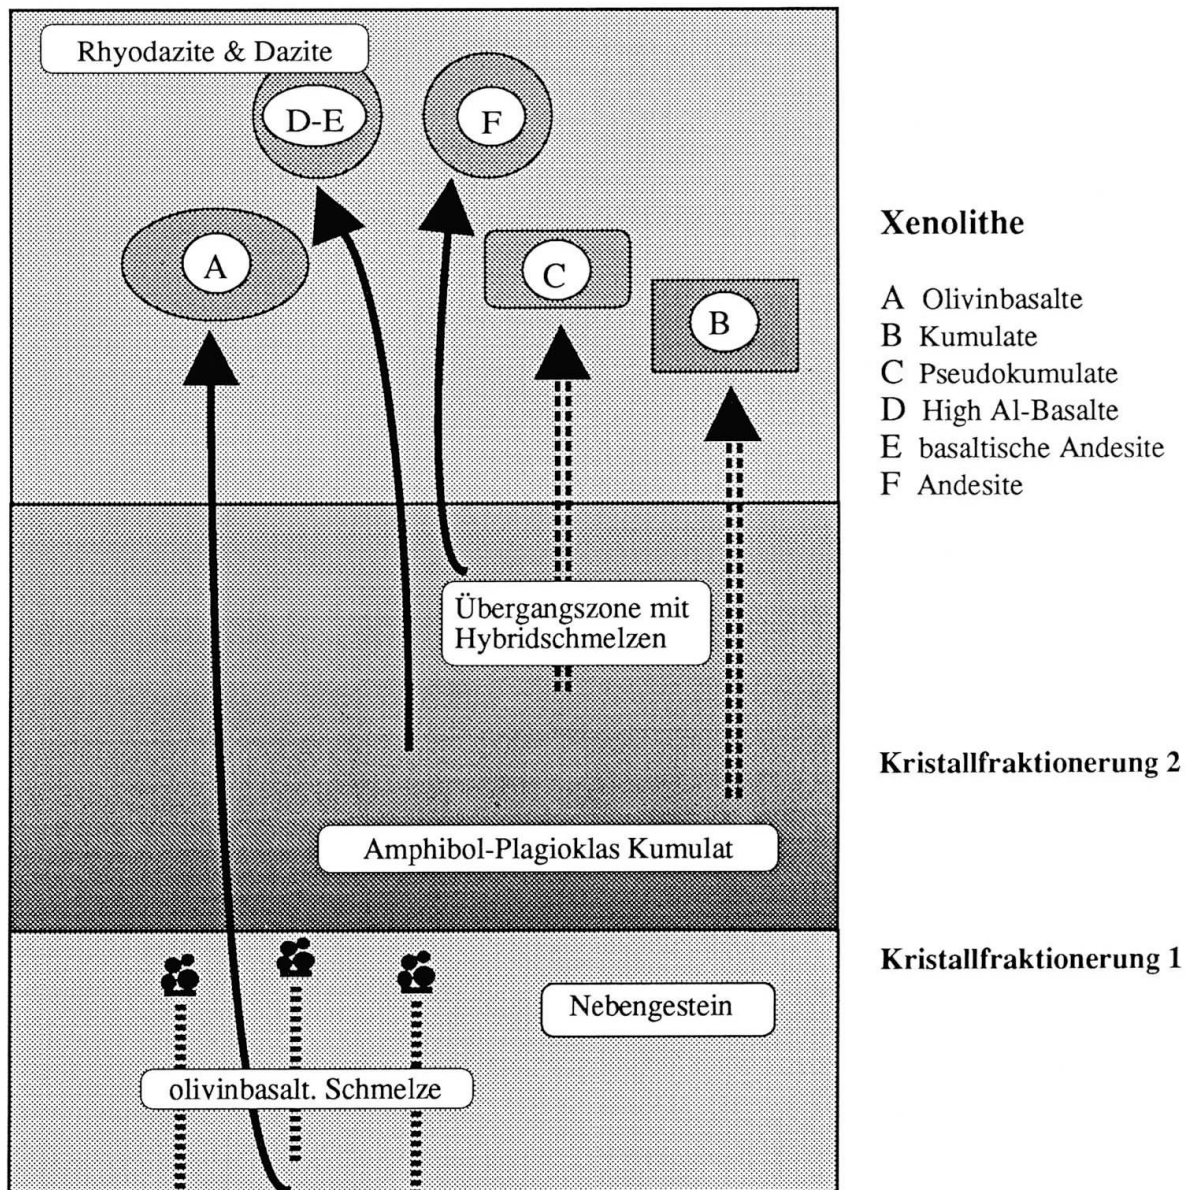 Rhyodazite & Dazite
D-E
F
A
C
B
Übergangszone mit
Hybridschmelzen
Amphibol-Plagioklas Kumulat
Nebengestein
olivinbasalt. Schmelze
Xenolithe
A Olivinbasalte
B Kumulate
C Pseudokumulate
D High Al-Basalte
E basaltische Andesite
F Andesite
Kristallfraktionerung 2
Kristallfraktionerung 1